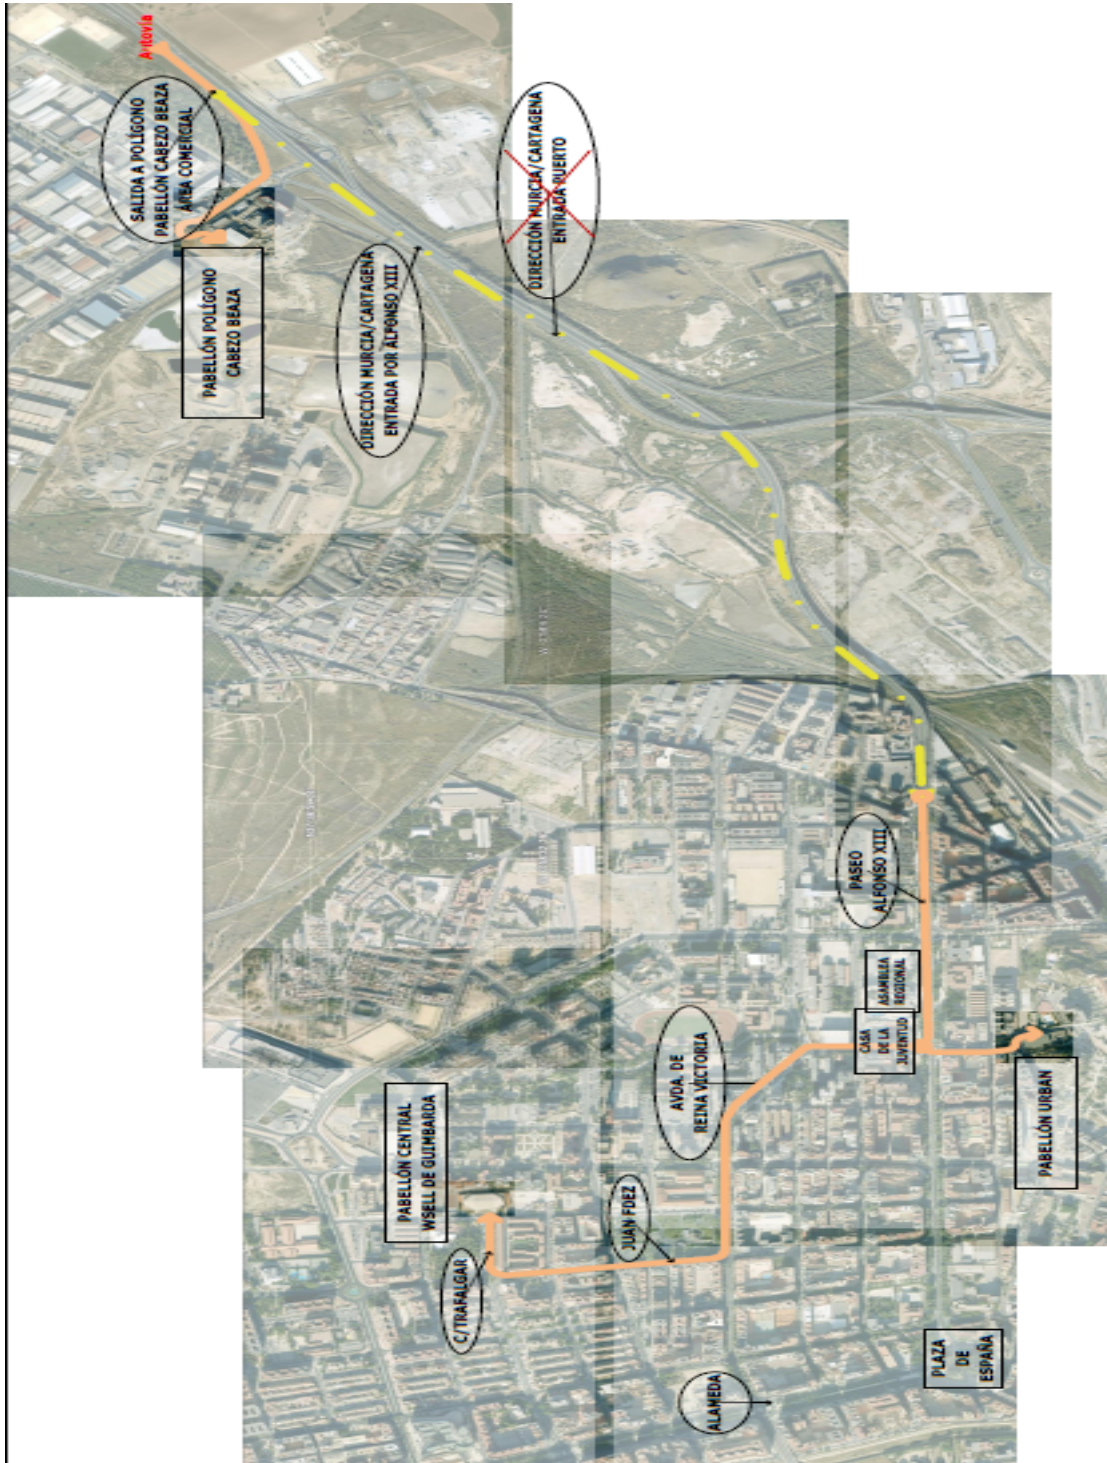 Autovía
SALIDA A POLÍGONO
PABELLÓN CABEZO BEAZA
ÁREA COMERCIAL
PABELLÓN POLÍGONO
CABEZO BEAZA
DIRECCIÓN MURCIA/CARTAGENA
ENTRADA POR ALFONSO XIII
DIRECCIÓN MURCIA/CARTAGENA
ENTRADA PUERTO
PASEO
ALFONSO XIII
ASAMBLEA
REGIONAL
CASA
DE LA
JUVENTUD
PABELLÓN URBAN
AVDA. DE
REINA VICTORIA
JUAN FDEZ
PABELLÓN CENTRAL
WSELL DE GUIMBARDA
C/TRAFALGAR
ALAMEDA
PLAZA
DE
ESPAÑA